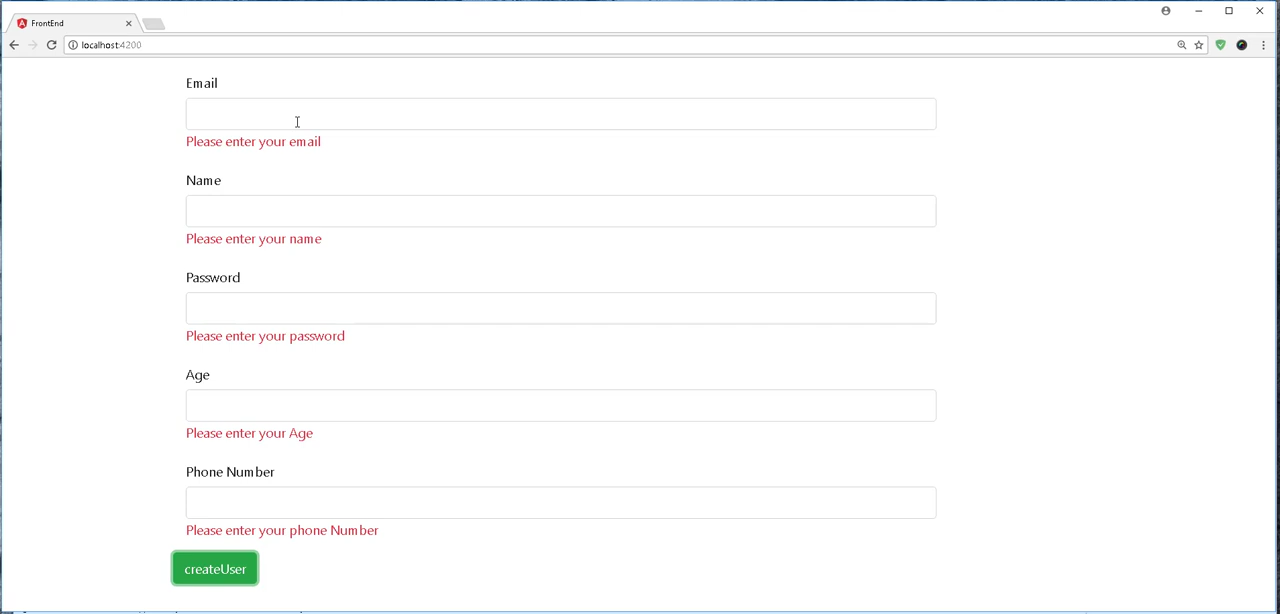 FrontEnd
localhost:4200
Email
Please enter your email
Name
Please enter your name
Password
Please enter your password
Age
Please enter your Age
Phone Number
Please enter your phone Number
createUser